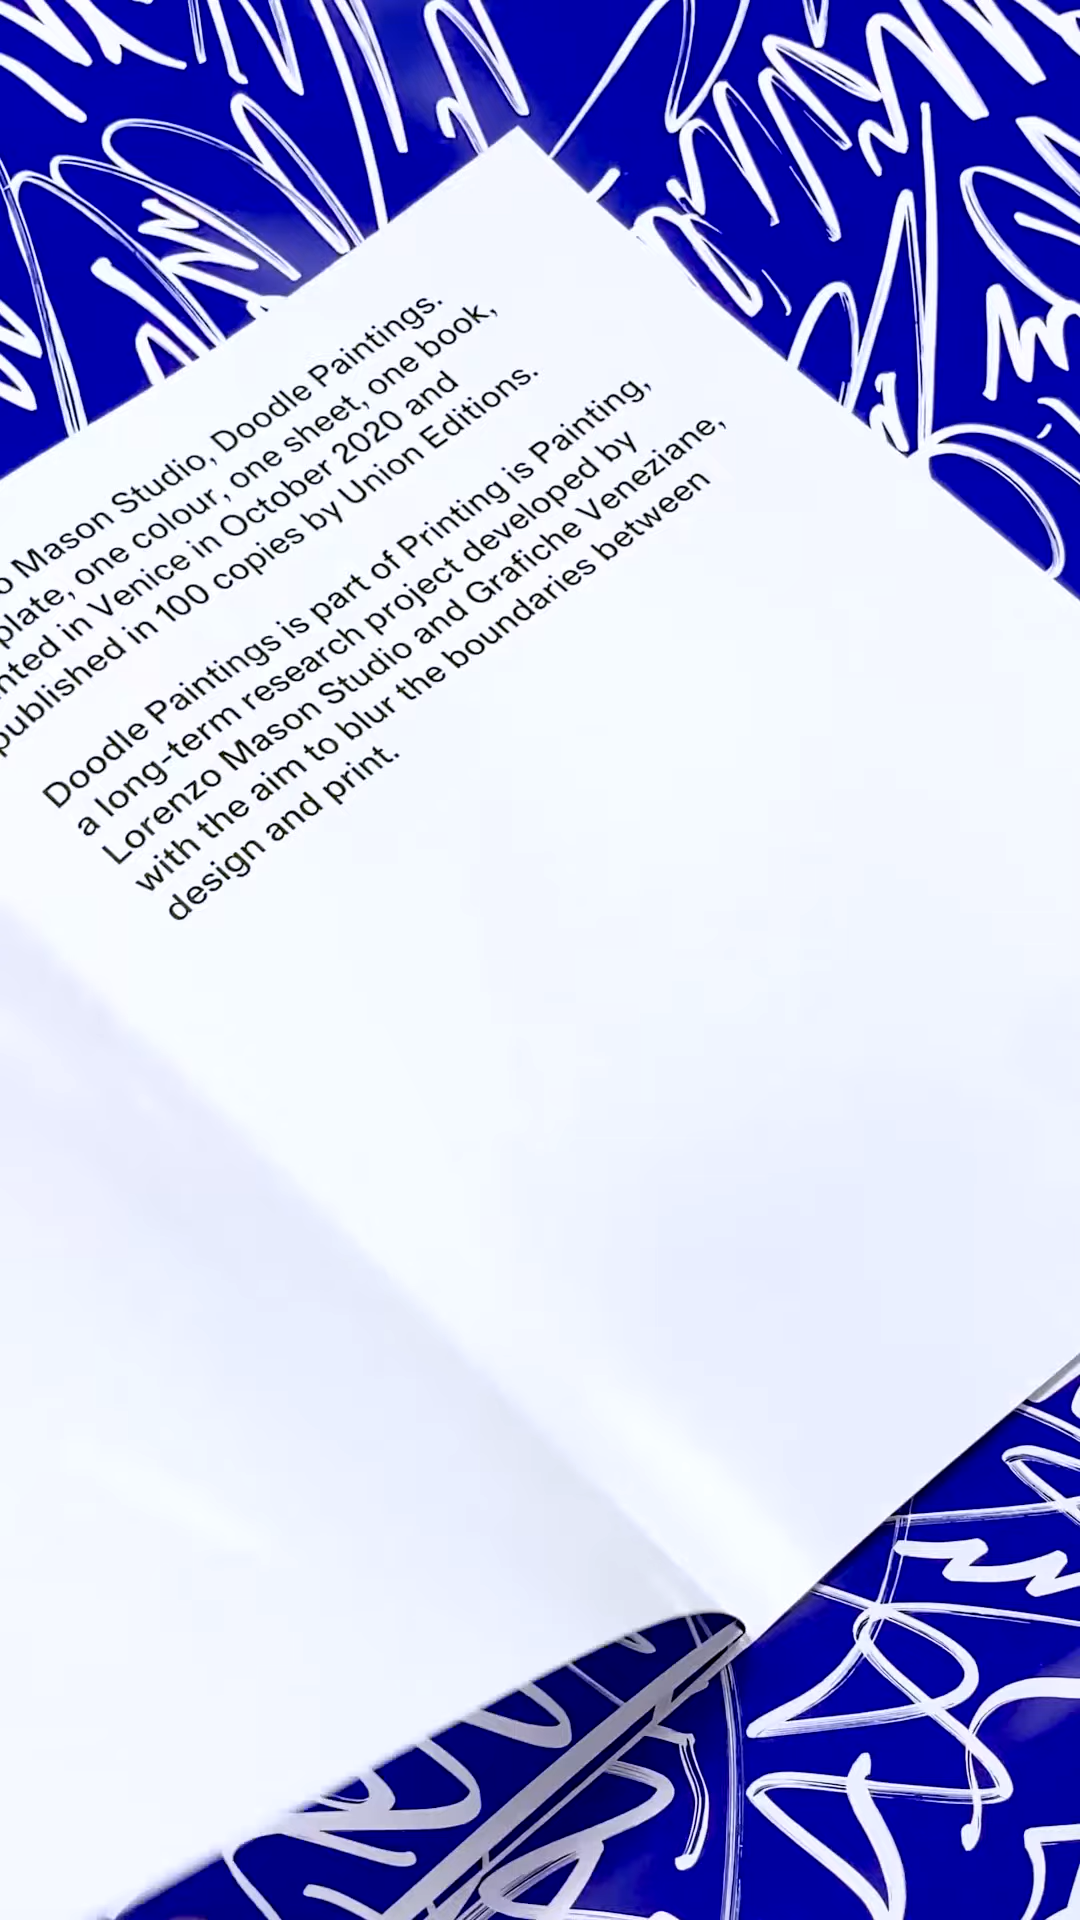 o Mason Studio, Doodle Paintings.
plate, one colour, one sheet, one book,
nted in Venice in October 2020 and
published in 100 copies by Union Editions.
Doodle Paintings is part of Printing is Painting,
a long-term research project developed by
Lorenzo Mason Studio and Grafiche Veneziane,
with the aim to blur the boundaries between
design and print.